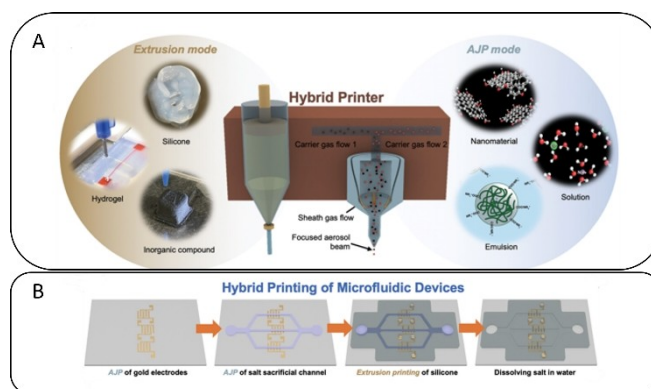 A
Extrusion mode
AJP mode
Hybrid Printer
Silicone
Hydrogel
Inorganic compound
Carrier gas flow 1
Carrier gas flow 2
Sheath gas flow
Focused aerosol
beam
Nanomaterial
Solution
Emulsion
B
Hybrid Printing of Microfluidic Devices
AJP of gold electrodes
AJP of salt sacrificial channel
Extrusion printing of silicone
Dissolving salt in water